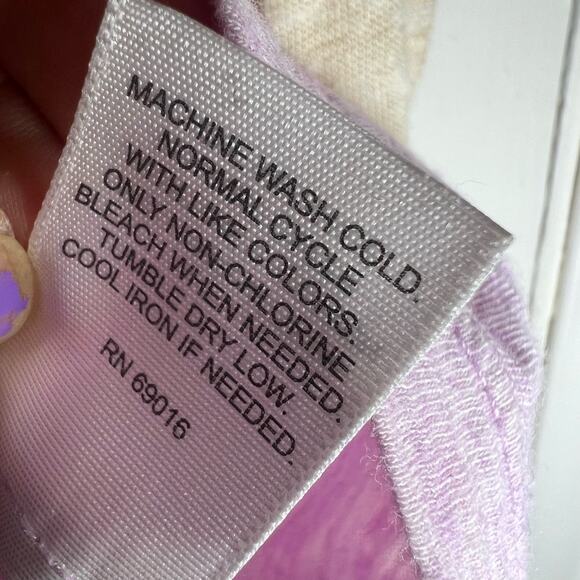 MACHINE WASH COLD.
NORMAL CYCLE
WITH LIKE COLORS.
ONLY NON-CHLORINE
BLEACH WHEN NEEDED.
TUMBLE DRY LOW.
COOL IRON IF NEEDED.
RN 69016